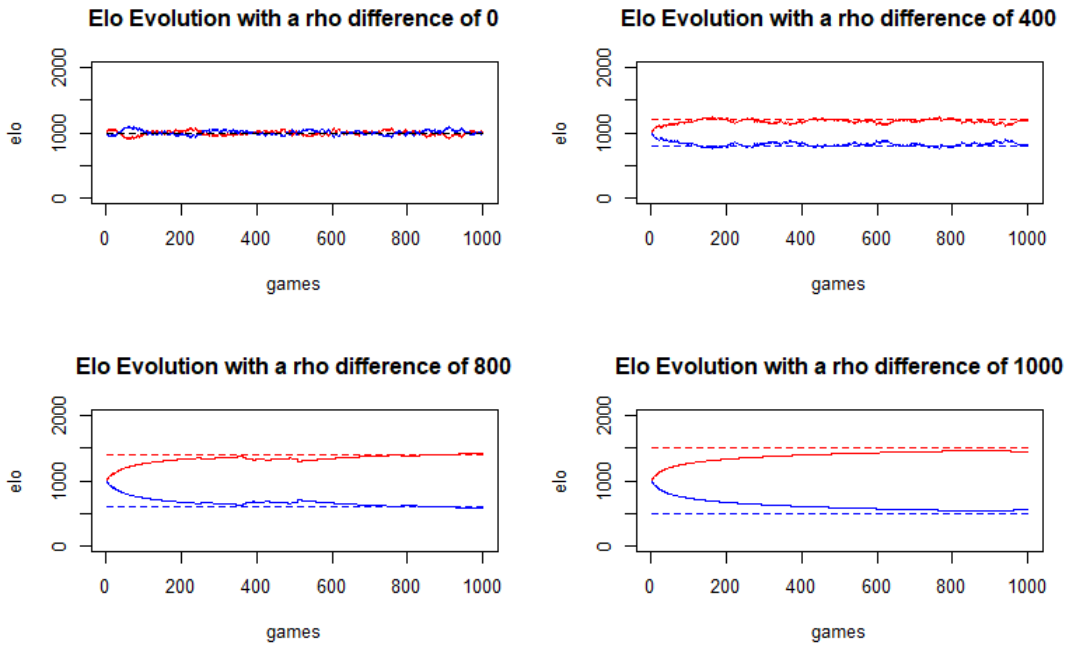 Elo Evolution with a rho difference of 0
elo
0 1000 2000
0 200 400 600 800 1000
games
Elo Evolution with a rho difference of 400
elo
0 1000 2000
0 200 400 600 800 1000
games
Elo Evolution with a rho difference of 800
elo
0 1000 2000
0 200 400 600 800 1000
games
Elo Evolution with a rho difference of 1000
elo
0 1000 2000
0 200 400 600 800 1000
games